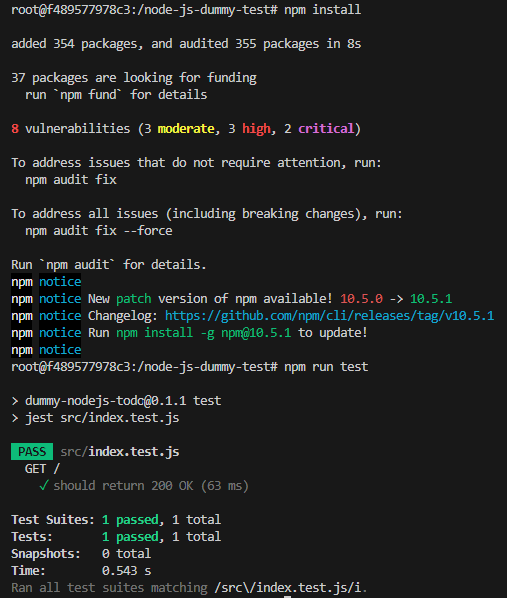 root@f489577978c3:/node-js-dummy-test# npm install
added 354 packages, and audited 355 packages in 8s
37 packages are looking for funding
run `npm fund` for details
8 vulnerabilities (3 moderate, 3 high, 2 critical)
To address issues that do not require attention, run:
npm audit fix
To address all issues (including breaking changes), run:
npm audit fix --force
Run `npm audit` for details.
npm notice
npm notice New patch version of npm available! 10.5.0 -> 10.5.1
npm notice Changelog: https://github.com/npm/cli/releases/tag/v10.5.1
npm notice Run npm install -g npm@10.5.1 to update!
npm notice
root@f489577978c3:/node-js-dummy-test# npm run test
> dummy-nodejs-todo@0.1.1 test
> jest src/index.test.js
PASS src/index.test.js
GET /
✓ should return 200 OK (63 ms)
Test Suites: 1 passed, 1 total
Tests: 1 passed, 1 total
Snapshots: 0 total
Time: 0.543 s
Ran all test suites matching /src\/index.test.js/i.